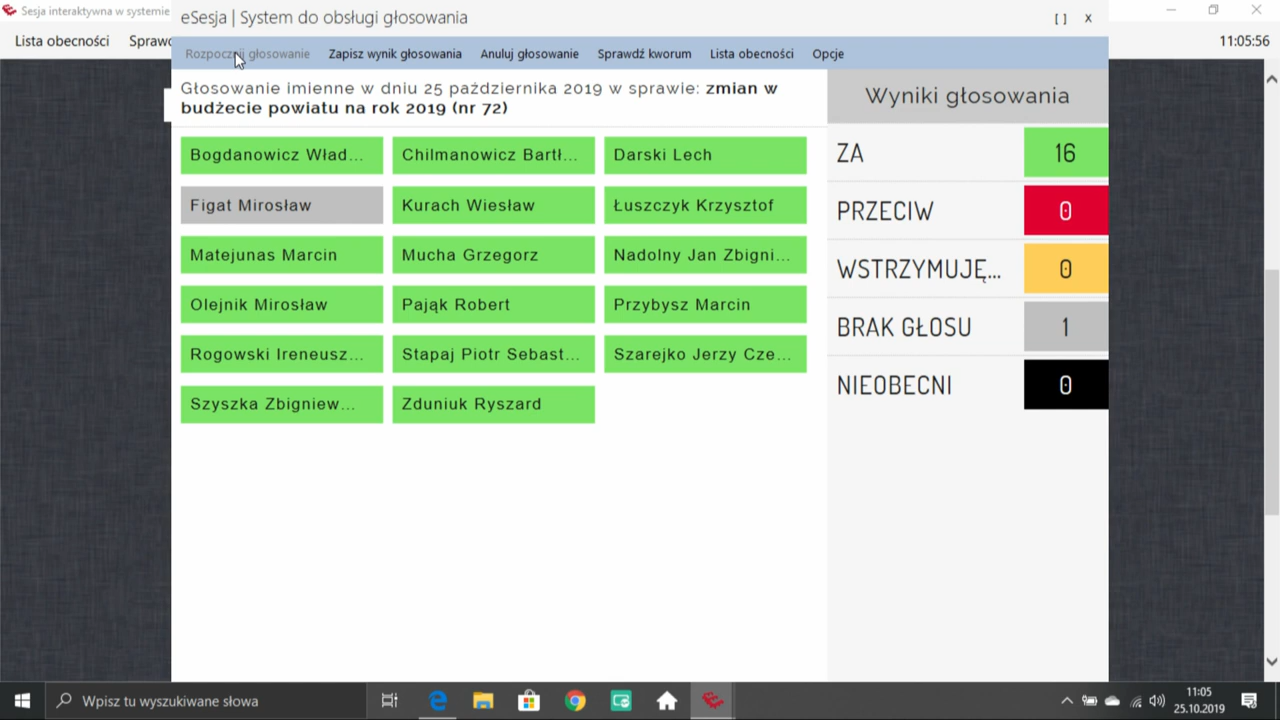 Sesja interaktywna w systemie
eSesja | System do obsługi głosowania
[ ] X
Lista obecności
11:05:56
Rozpocznij głosowanie Zapisz wynik głosowania Anuluj głosowanie Sprawdź kworum Lista obecności Opcje
Głosowanie imienne w dniu 25 października 2019 w sprawie: zmian w
budżecie powiatu na rok 2019 (nr 72)
Bogdanowicz Wład... Chilmanowicz Bartł... Darski Lech
Figat Mirosław Kurach Wiesław Łuszczyk Krzysztof
Matejunas Marcin Mucha Grzegorz Nadolny Jan Zbigni...
Olejnik Mirosław Pająk Robert Przybysz Marcin
Rogowski Ireneusz... Stapaj Piotr Sebast... Szarejko Jerzy Cze...
Szyszka Zbigniew... Zduniuk Ryszard
Wyniki głosowania
ZA 16
PRZECIW 0
WSTRZYMUJĘ... 0
BRAK GŁOSU 1
NIEOBECNI 0
Wpisz tu wyszukiwane słowa
11:05
25.10.2019